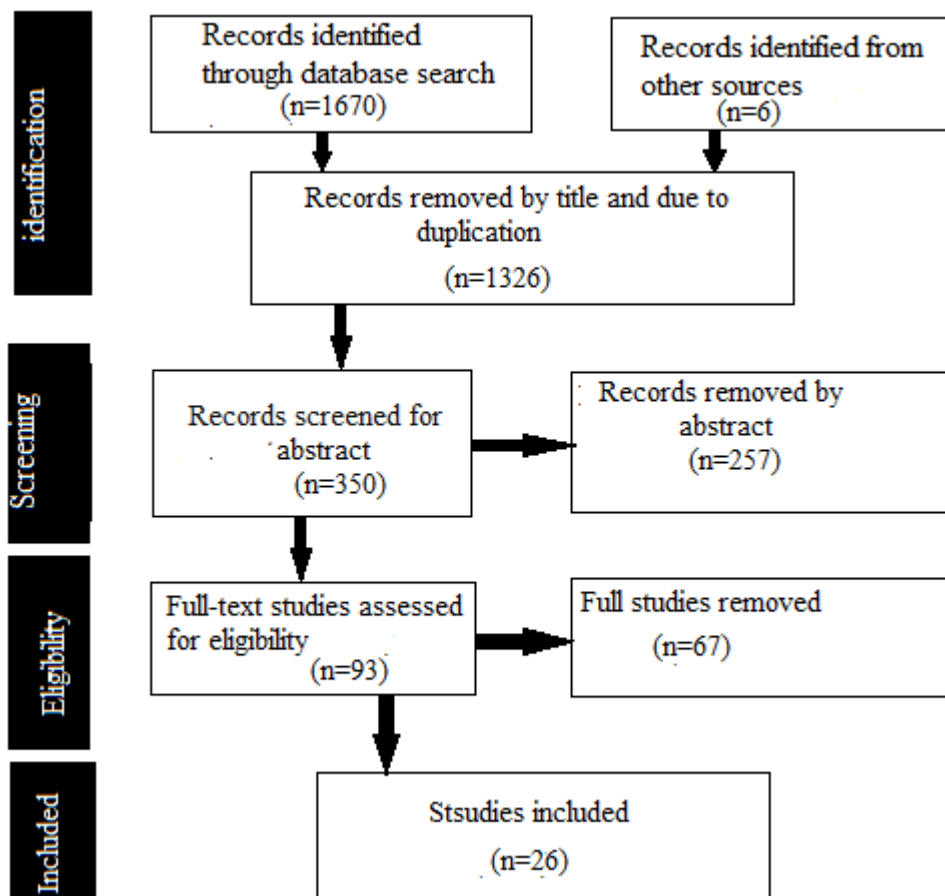 identification
Records identified
through database search
(n=1670)
Records identified from
other sources
(n=6)
Records removed by title and due to
duplication
(n=1326)
Screening
Records screened for
abstract
(n=350)
Records removed by
abstract
(n=257)
Eligibility
Full-text studies assessed
for eligibility
(n=93)
Full studies removed
(n=67)
Included
Stsudies included
(n=26)